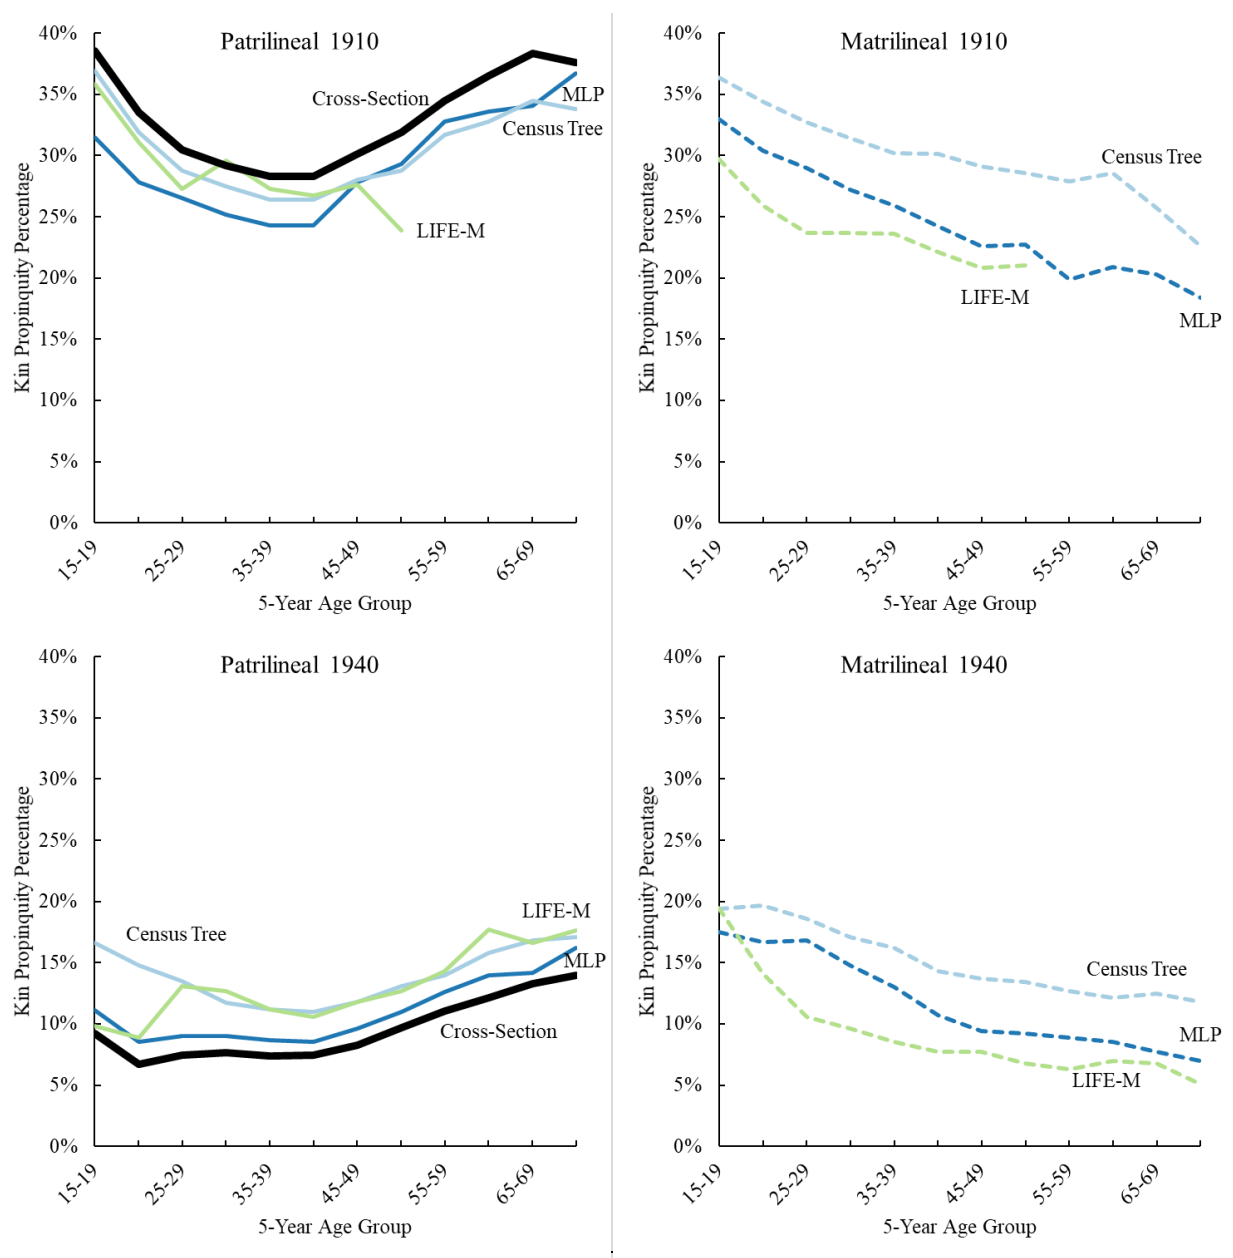 Patrilineal 1910
40%
35%
30%
25%
20%
15%
10%
5%
0%
Kin Propinquity Percentage
Cross-Section
MLP
Census Tree
LIFE-M
15-19
25-29
35-39
45-49
55-59
65-69
5-Year Age Group
Matrilineal 1910
40%
35%
30%
25%
20%
15%
10%
5%
0%
Kin Propinquity Percentage
Census Tree
LIFE-M
MLP
15-19
25-29
35-39
45-49
55-59
65-69
5-Year Age Group
Patrilineal 1940
40%
35%
30%
25%
20%
15%
10%
5%
0%
Kin Propinquity Percentage
LIFE-M
Census Tree
MLP
Cross-Section
15-19
25-29
35-39
45-49
55-59
65-69
5-Year Age Group
Matrilineal 1940
40%
35%
30%
25%
20%
15%
10%
5%
0%
Kin Propinquity Percentage
Census Tree
MLP
LIFE-M
15-19
25-29
35-39
45-49
55-59
65-69
5-Year Age Group